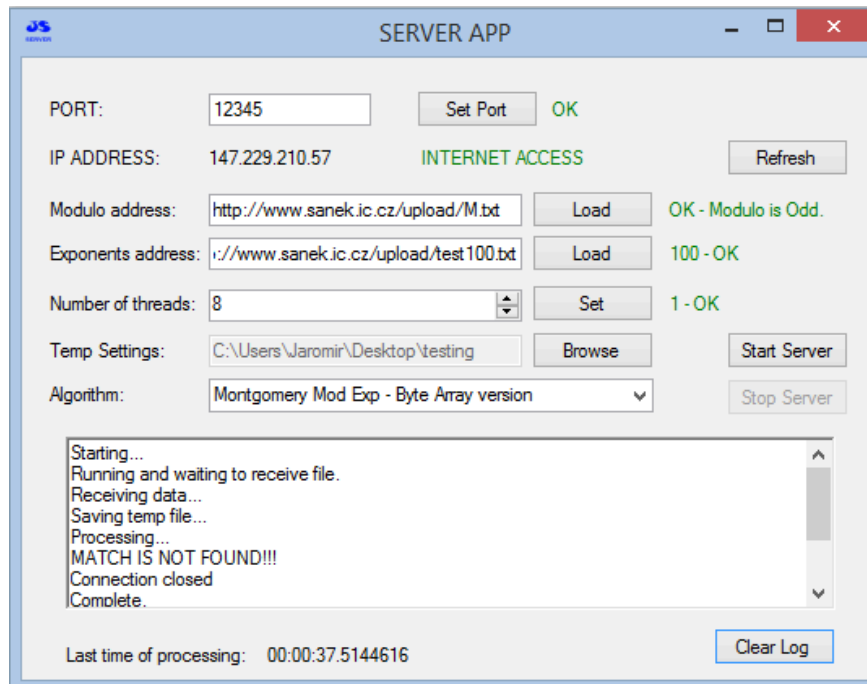 JS
SERVER
SERVER APP
PORT: 12345 Set Port OK
IP ADDRESS: 147.229.210.57 INTERNET ACCESS Refresh
Modulo address: http://www.sanek.ic.cz/upload/M.txt Load OK - Modulo is Odd.
Exponents address: ://www.sanek.ic.cz/upload/test100.txt Load 100 - OK
Number of threads: 8 Set 1 - OK
Temp Settings: C:\Users\Jaromir\Desktop\testing Browse Start Server
Algorithm: Montgomery Mod Exp - Byte Array version Stop Server
Starting...
Running and waiting to receive file.
Receiving data...
Saving temp file...
Processing...
MATCH IS NOT FOUND!!!
Connection closed
Complete.
Last time of processing: 00:00:37.5144616 Clear Log